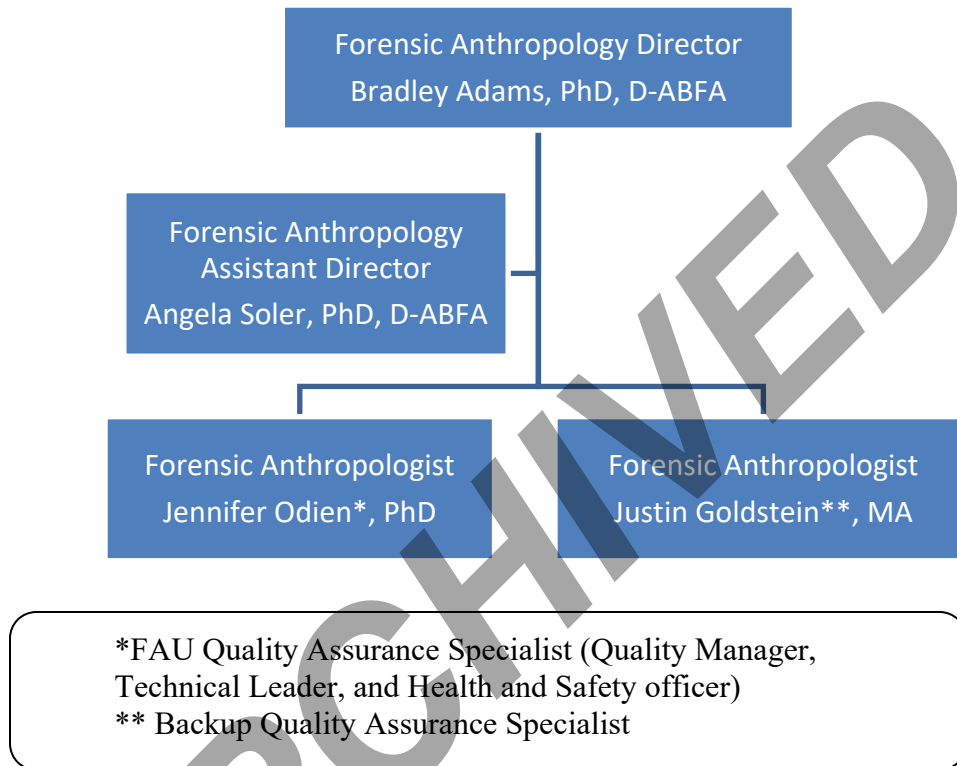 Forensic Anthropology Director
Bradley Adams, PhD, D-ABFA
Forensic Anthropology
Assistant Director
Angela Soler, PhD, D-ABFA
Forensic Anthropologist
Jennifer Odien*, PhD
Forensic Anthropologist
Justin Goldstein**, MA
*FAU Quality Assurance Specialist (Quality Manager,
Technical Leader, and Health and Safety officer)
** Backup Quality Assurance Specialist
ARCHIVED